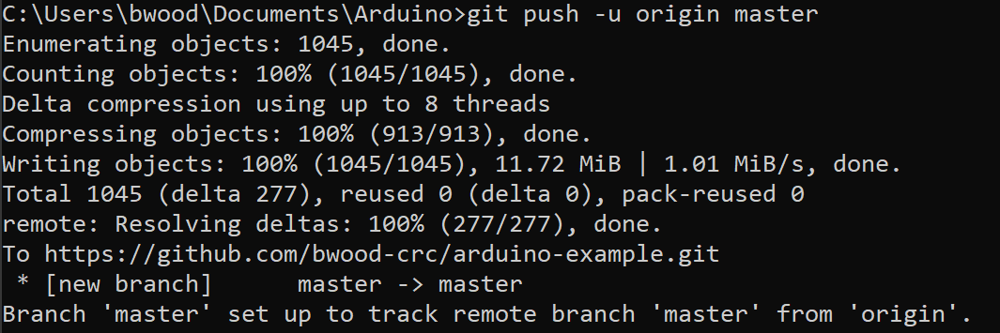 C:\Users\bwood\Documents\Arduino>git push -u origin master
Enumerating objects: 1045, done.
Counting objects: 100% (1045/1045), done.
Delta compression using up to 8 threads
Compressing objects: 100% (913/913), done.
Writing objects: 100% (1045/1045), 11.72 MiB | 1.01 MiB/s, done.
Total 1045 (delta 277), reused 0 (delta 0), pack-reused 0
remote: Resolving deltas: 100% (277/277), done.
To https://github.com/bwood-crc/arduino-example.git
 * [new branch]      master -> master
Branch 'master' set up to track remote branch 'master' from 'origin'.